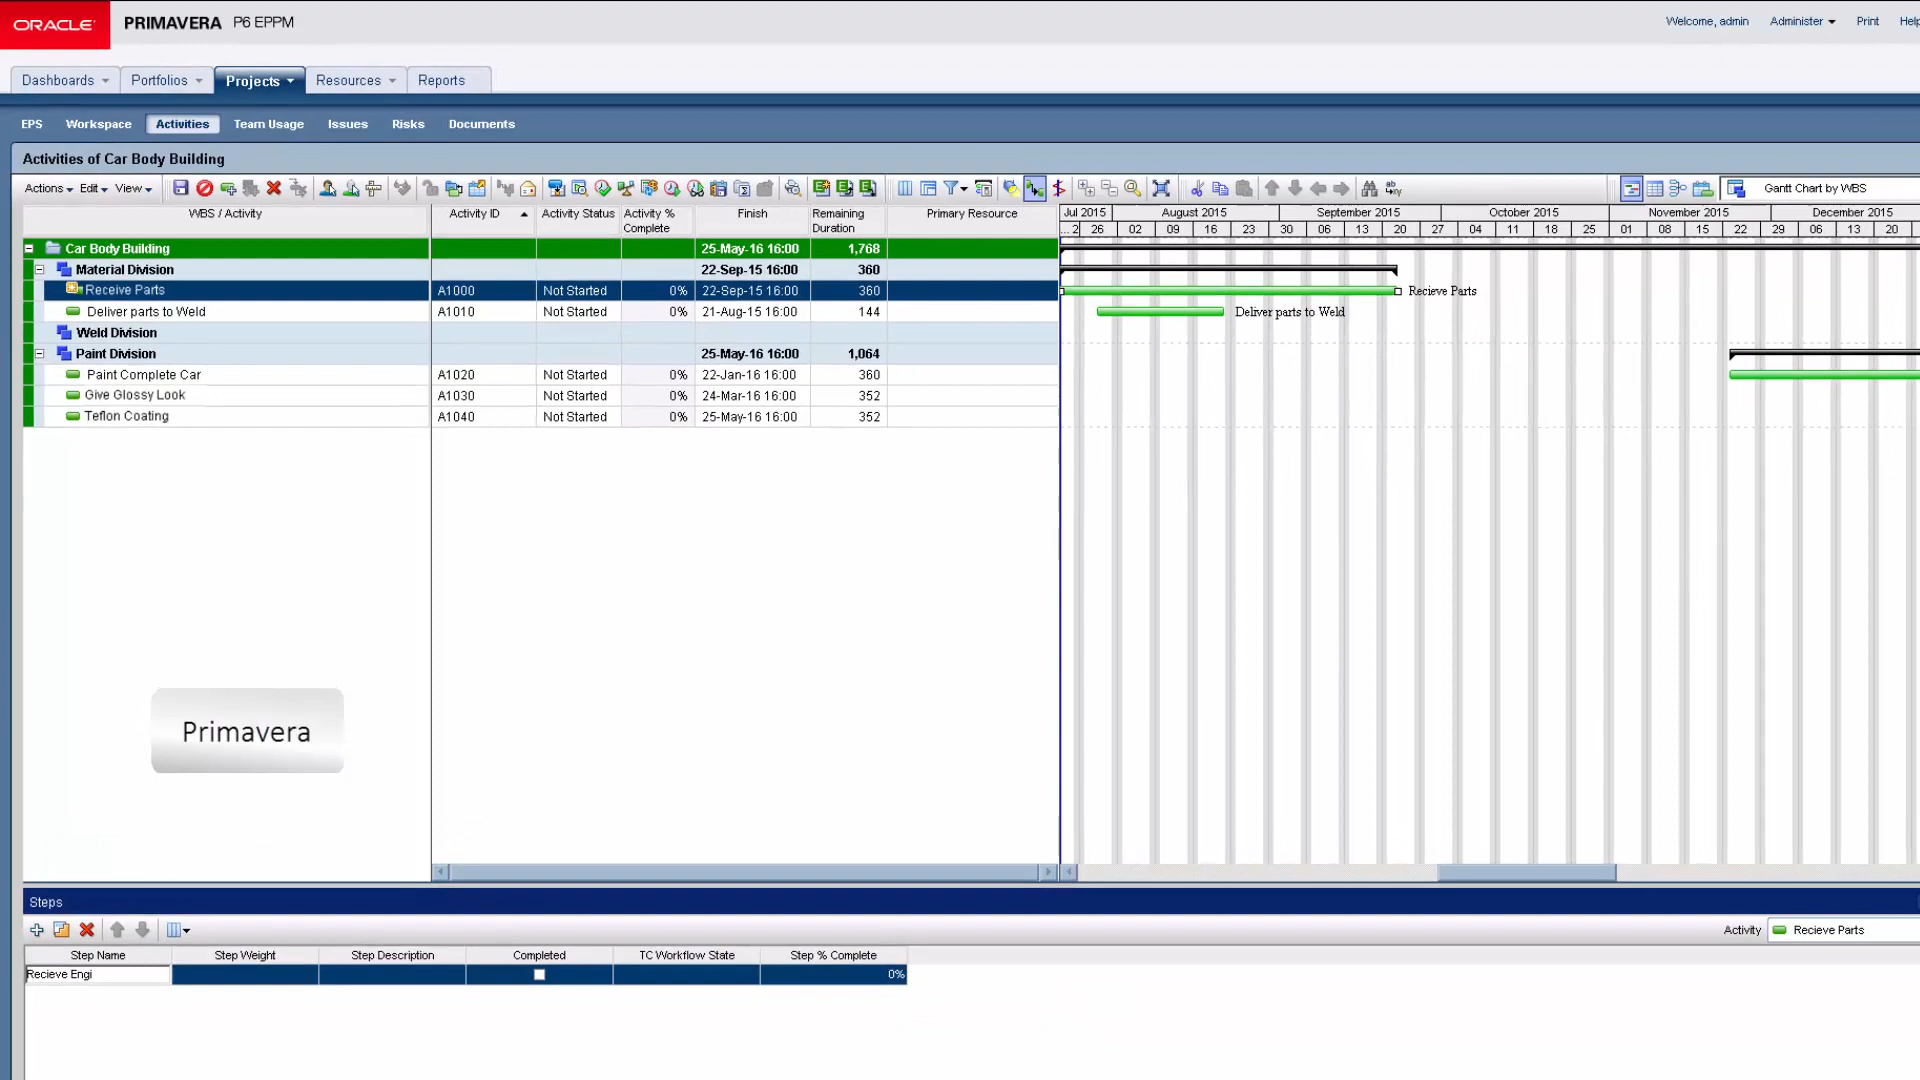 ORACLE PRIMAVERA P6 EPPM Welcome, admin Administer Print Help
Dashboards Portfolios Projects Resources Reports
EPS Workspace Activities Team Usage Issues Risks Documents
Activities of Car Body Building
Actions Edit View Gantt Chart by WBS
WBS / Activity Activity ID Activity Status Activity % Complete Finish Remaining Duration Primary Resource
Jul 2015 August 2015 September 2015 October 2015 November 2015 December 2015
... 2 26 02 09 16 23 30 06 13 20 27 04 11 18 25 01 08 15 22 29 06 13 20
Car Body Building 25-May-16 16:00 1,768
Material Division 22-Sep-15 16:00 360
Receive Parts A1000 Not Started 0% 22-Sep-15 16:00 360 Recieve Parts
Deliver parts to Weld A1010 Not Started 0% 21-Aug-15 16:00 144 Deliver parts to Weld
Weld Division
Paint Division 25-May-16 16:00 1,064
Paint Complete Car A1020 Not Started 0% 22-Jan-16 16:00 360
Give Glossy Look A1030 Not Started 0% 24-Mar-16 16:00 352
Teflon Coating A1040 Not Started 0% 25-May-16 16:00 352
Primavera
Steps
Activity Recieve Parts
Step Name Step Weight Step Description Completed TC Workflow State Step % Complete
Recieve Engi 0%